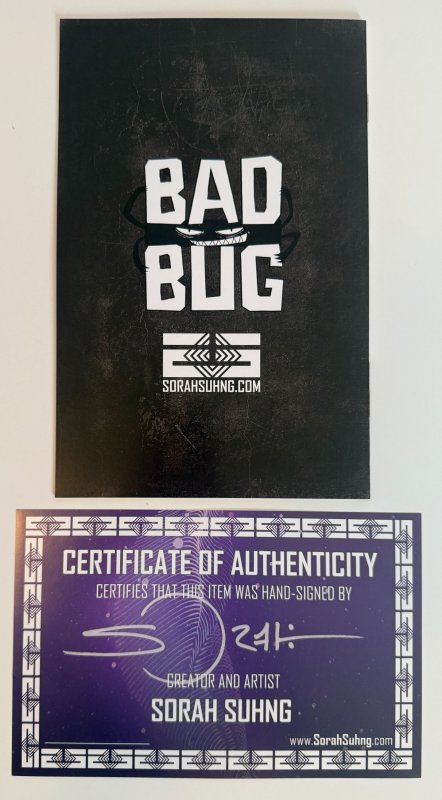 BAD
BUG
SORAHSUHNG.COM
CERTIFICATE OF AUTHENTICITY
CERTIFIES THAT THIS ITEM WAS HAND-SIGNED BY
Sorah
CREATOR AND ARTIST
SORAH SUHNG
www.SorahSuhng.com